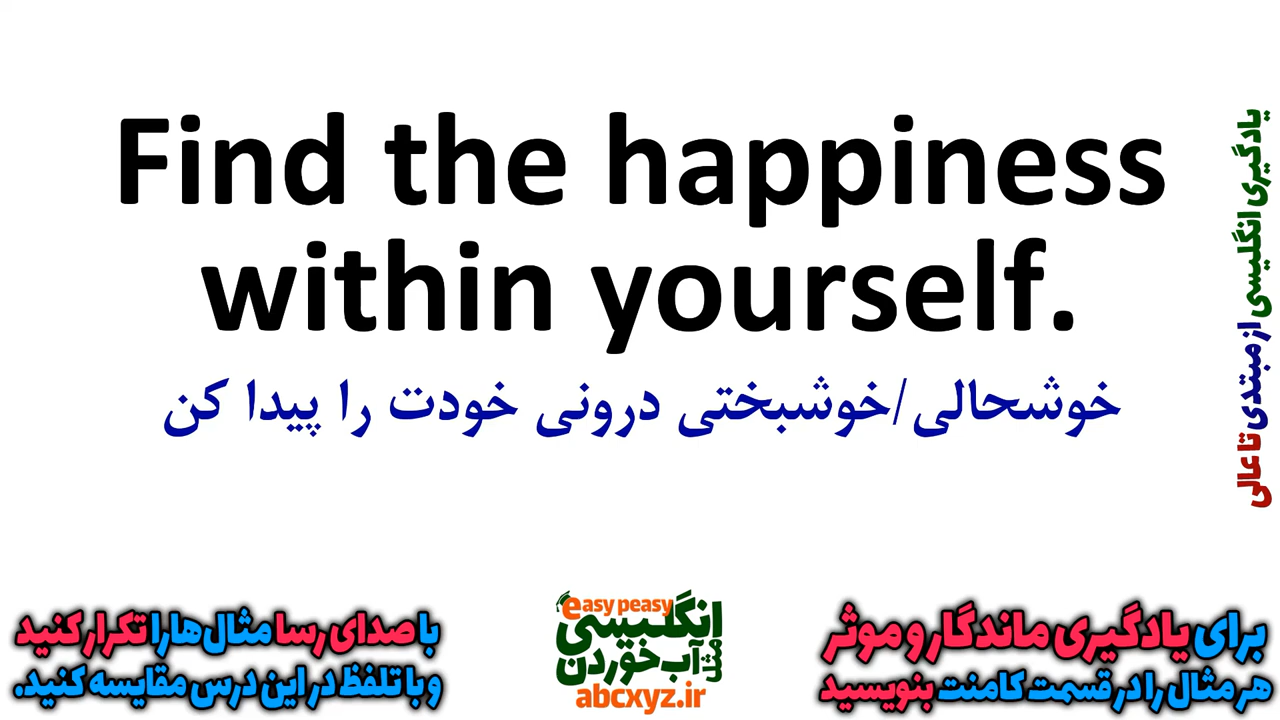 Find the happiness
within yourself.
خوشحالی/خوشبختی درونی خودت را پیدا کن
یادگیری انگلیسی از مبتدی تا عالی
برای یادگیری ماندگار و موثر
هر مثال را در قسمت کامنت بنویسید
easy peasy
انگلیسی
مثل
آب خوردن
abcxyz.ir
با صدای رسا مثال‌ها را تکرار کنید
و با تلفظ در این درس مقایسه کنید.